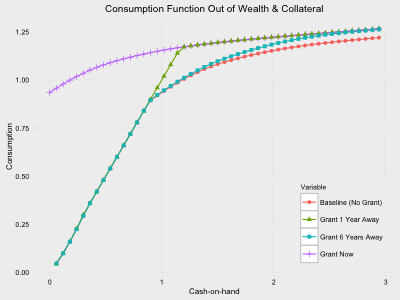 Consumption Function Out of Wealth & Collateral
1.25
1.00
0.75
0.50
0.25
0.00
Consumption
0
1
2
3
Cash-on-hand
Variable
Baseline (No Grant)
Grant 1 Year Away
Grant 6 Years Away
Grant Now